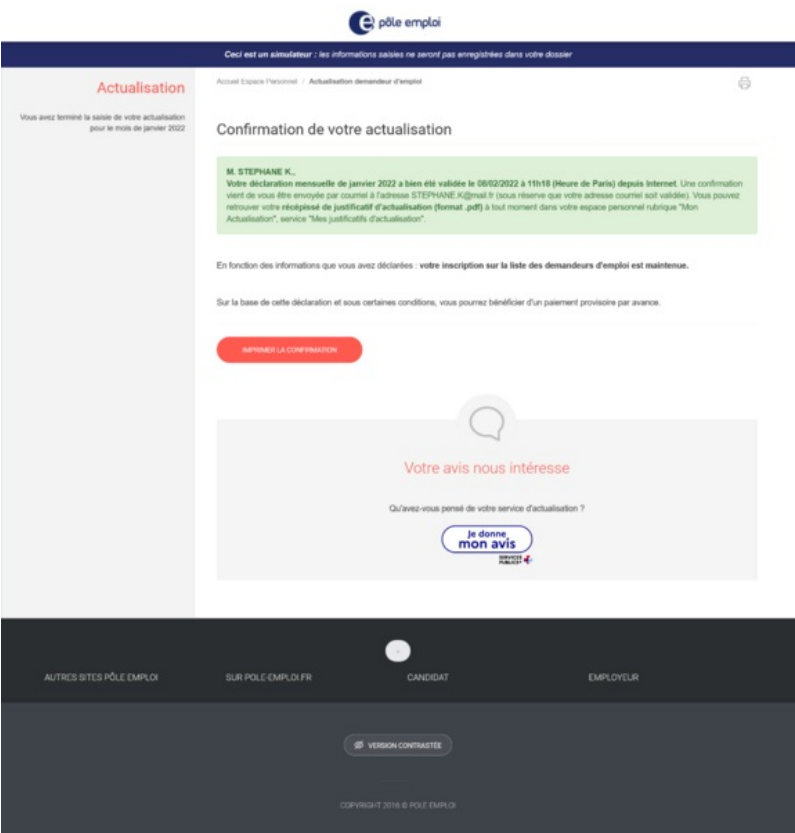 pôle emploi
Ceci est un simulateur : les informations saisies ne seront pas enregistrées dans votre dossier
Actualisation
Vous avez terminé la saisie de votre actualisation
pour le mois de janvier 2022
Accueil Espace Personnel / Actualisation demandeur d'emploi
Confirmation de votre actualisation
M. STEPHANE K.,
Votre déclaration mensuelle de janvier 2022 a bien été validée le 08/02/2022 à 11h18 (Heure de Paris) depuis Internet. Une confirmation
vient de vous être envoyée par courriel à l'adresse STEPHANE.K@mail.fr (sous réserve que votre adresse courriel soit validée). Vous pouvez
retrouver votre récépissé de justificatif d'actualisation (format .pdf) à tout moment dans votre espace personnel rubrique "Mon
Actualisation", service "Mes justificatifs d'actualisation".
En fonction des informations que vous avez déclarées : votre inscription sur la liste des demandeurs d'emploi est maintenue.
Sur la base de cette déclaration et sous certaines conditions, vous pourrez bénéficier d'un paiement provisoire par avance.
IMPRIMER LA CONFIRMATION
Votre avis nous intéresse
Qu'avez-vous pensé de votre service d'actualisation ?
Je donne
mon avis
SERVICES
PUBLICS+
AUTRES SITES PÔLE EMPLOI
SUR POLE-EMPLOI.FR
CANDIDAT
EMPLOYEUR
VERSION CONTRASTÉE
COPYRIGHT 2016 © POLE EMPLOI